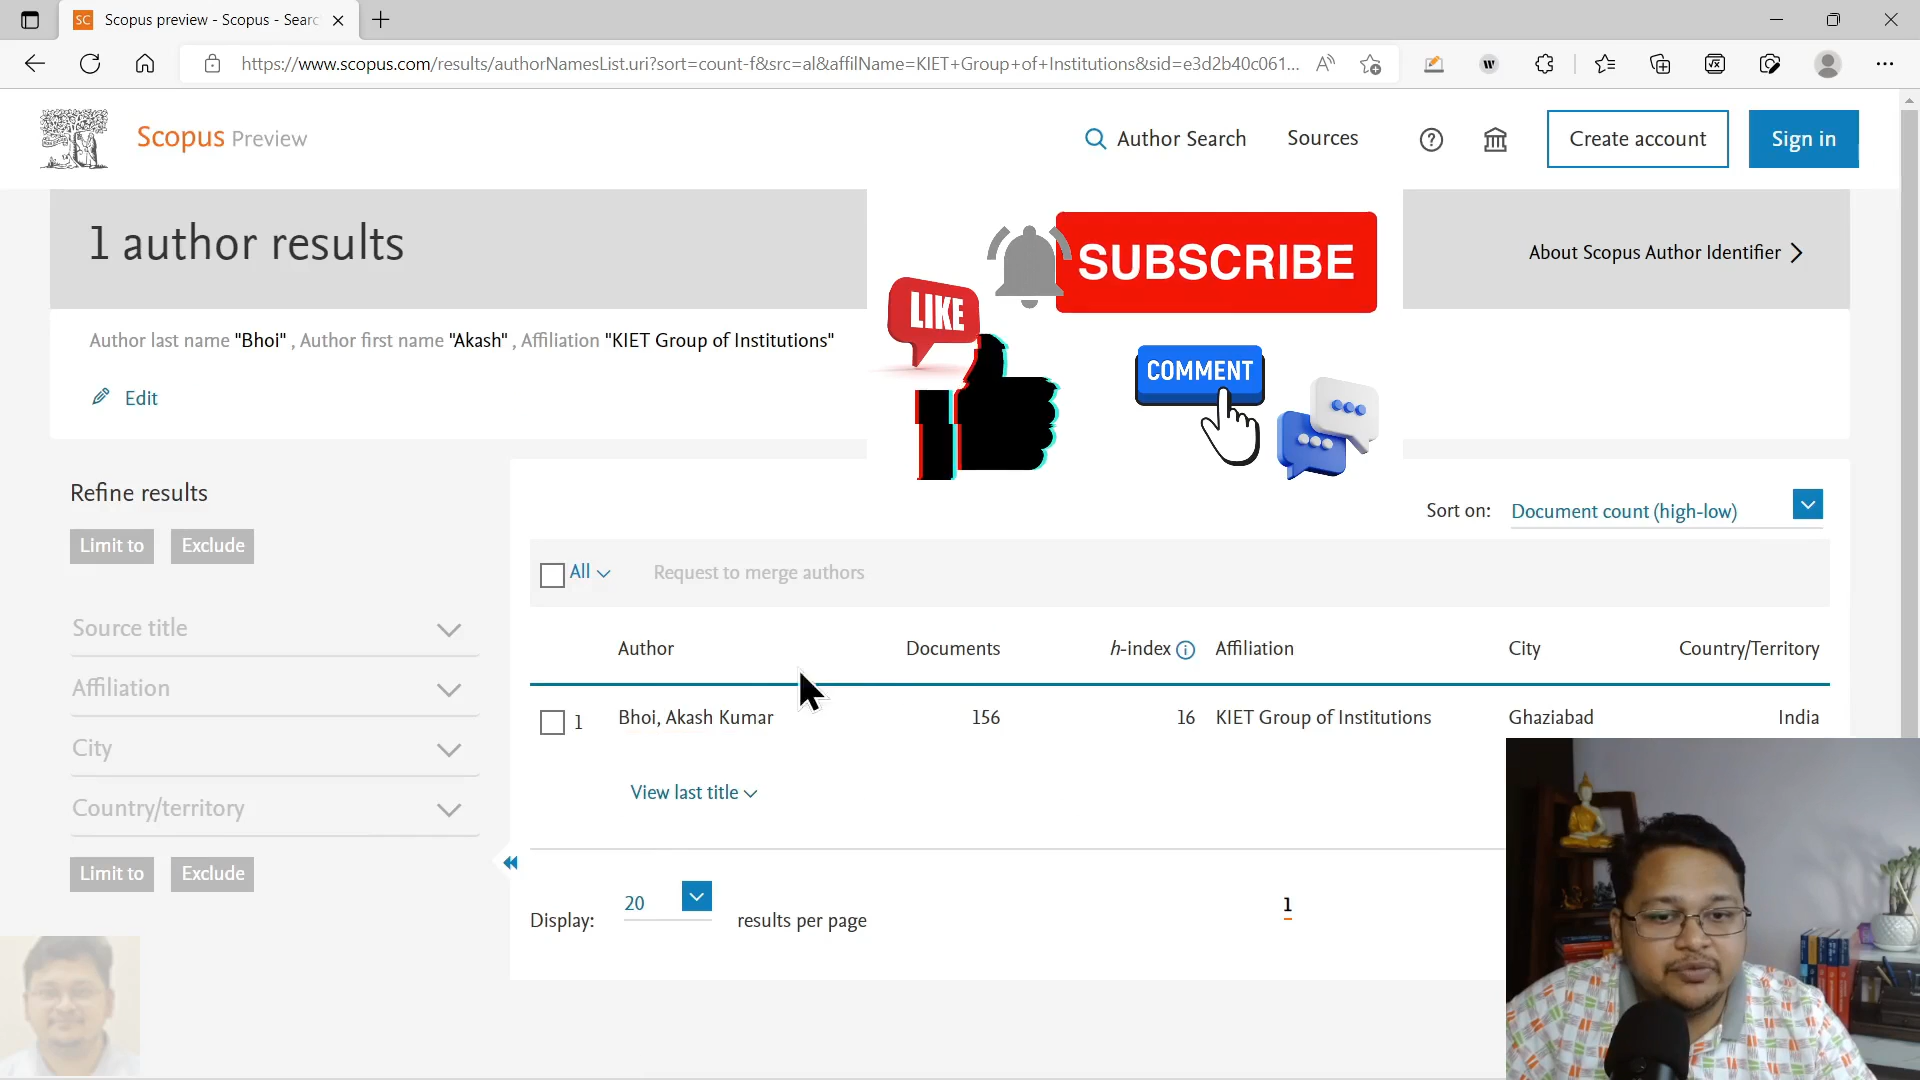 Scopus preview - Scopus - Searc
https://www.scopus.com/results/authorNamesList.uri?sort=count-f&src=al&affilName=KIET+Group+of+Institutions&sid=e3d2b40c061...
Scopus Preview
Author Search
Sources
Create account
Sign in
1 author results
SUBSCRIBE
About Scopus Author Identifier
LIKE
Author last name "Bhoi" , Author first name "Akash" , Affiliation "KIET Group of Institutions"
COMMENT
Edit
Refine results
Sort on: Document count (high-low)
Limit to Exclude
All Request to merge authors
Source title
Author Documents h-index Affiliation City Country/Territory
Affiliation
1 Bhoi, Akash Kumar 156 16 KIET Group of Institutions Ghaziabad India
City
View last title
Country/territory
Limit to Exclude
Display: 20 results per page
1